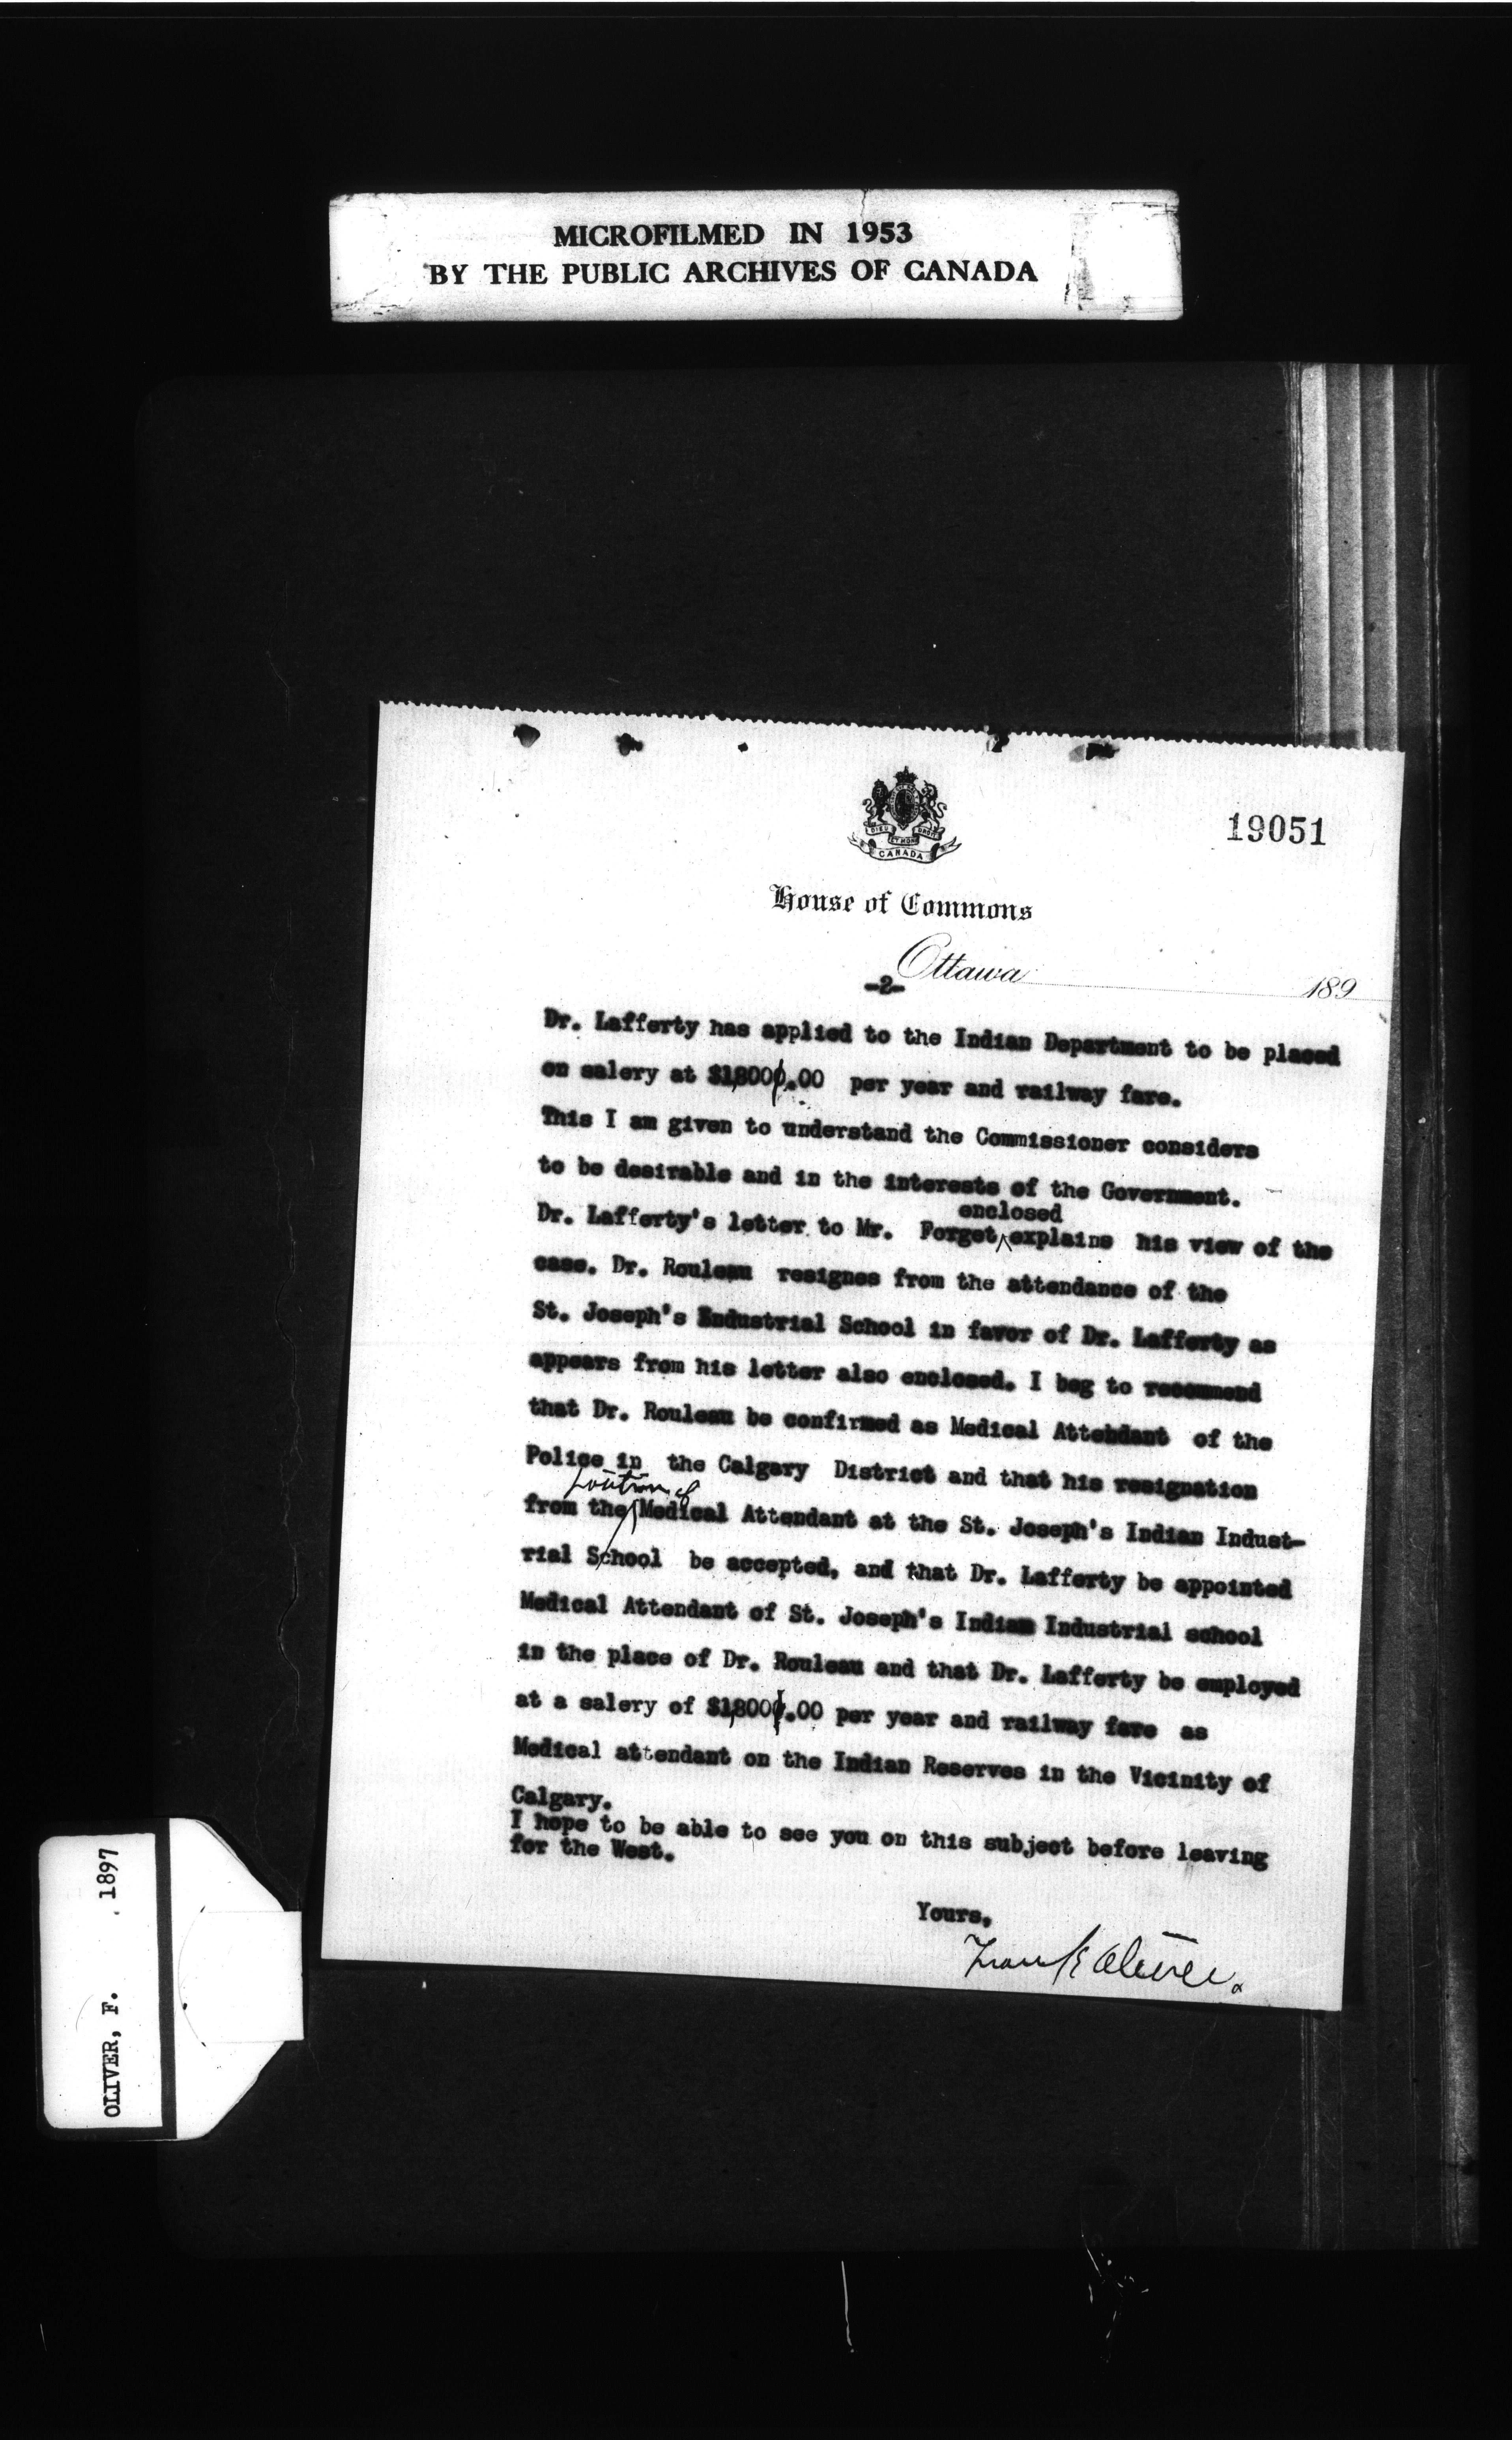 MICROFILMED IN 1953
BY THE PUBLIC ARCHIVES OF CANADA
DIEU ET MON DROIT
CANADA
19051
House of Commons
Ottawa 189
-2-
Dr. Lafferty has applied to the Indian Department to be placed
on salery at $1,800.00 per year and railway fare.
This I am given to understand the Commissioner considers
to be desirable and in the interests of the Government.
enclosed
Dr. Lafferty's letter to Mr. Forget ^ explains his view of the
case. Dr. Rouleau resignes from the attendance of the
St. Joseph's Endustrial School in favor of Dr. Lafferty as
appears from his letter also enclosed. I beg to recommend
that Dr. Rouleau be confirmed as Medical Attendant of the
Police in the Calgary District and that his resignation
position of
from the Medical Attendant at the St. Joseph's Indian Indust-
rial School be accepted, and that Dr. Lafferty be appointed
Medical Attendant of St. Joseph's Indian Industrial school
in the place of Dr. Rouleau and that Dr. Lafferty be employed
at a salery of $1,800.00 per year and railway fare as
Medical attendant on the Indian Reserves in the Vicinity of
Calgary.
I hope to be able to see you on this subject before leaving
for the West.
Yours,
Frank Oliver.
OLIVER, F. 1897